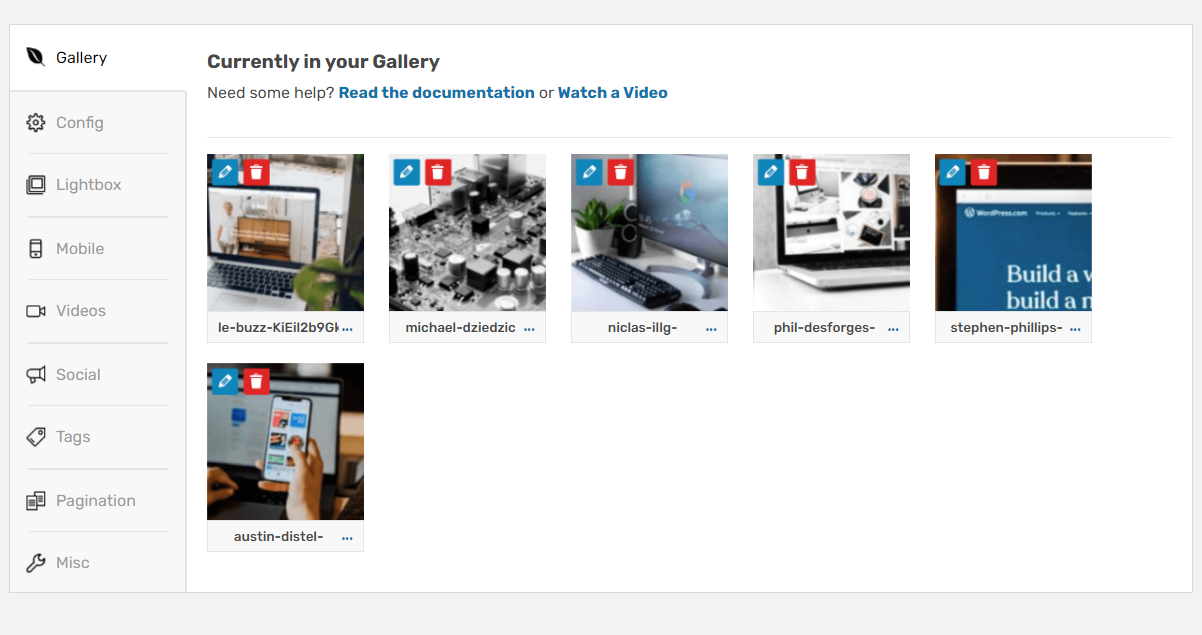 Gallery
Config
Lightbox
Mobile
Videos
Social
Tags
Pagination
Misc
Currently in your Gallery
Need some help? Read the documentation or Watch a Video
WordPress.com Products Features
Build a w
build a n
le-buzz-KiEil2b9Gk ...
michael-dziedzic ...
niclas-illg- ...
phil-desforges- ...
stephen-phillips- ...
austin-distel- ...